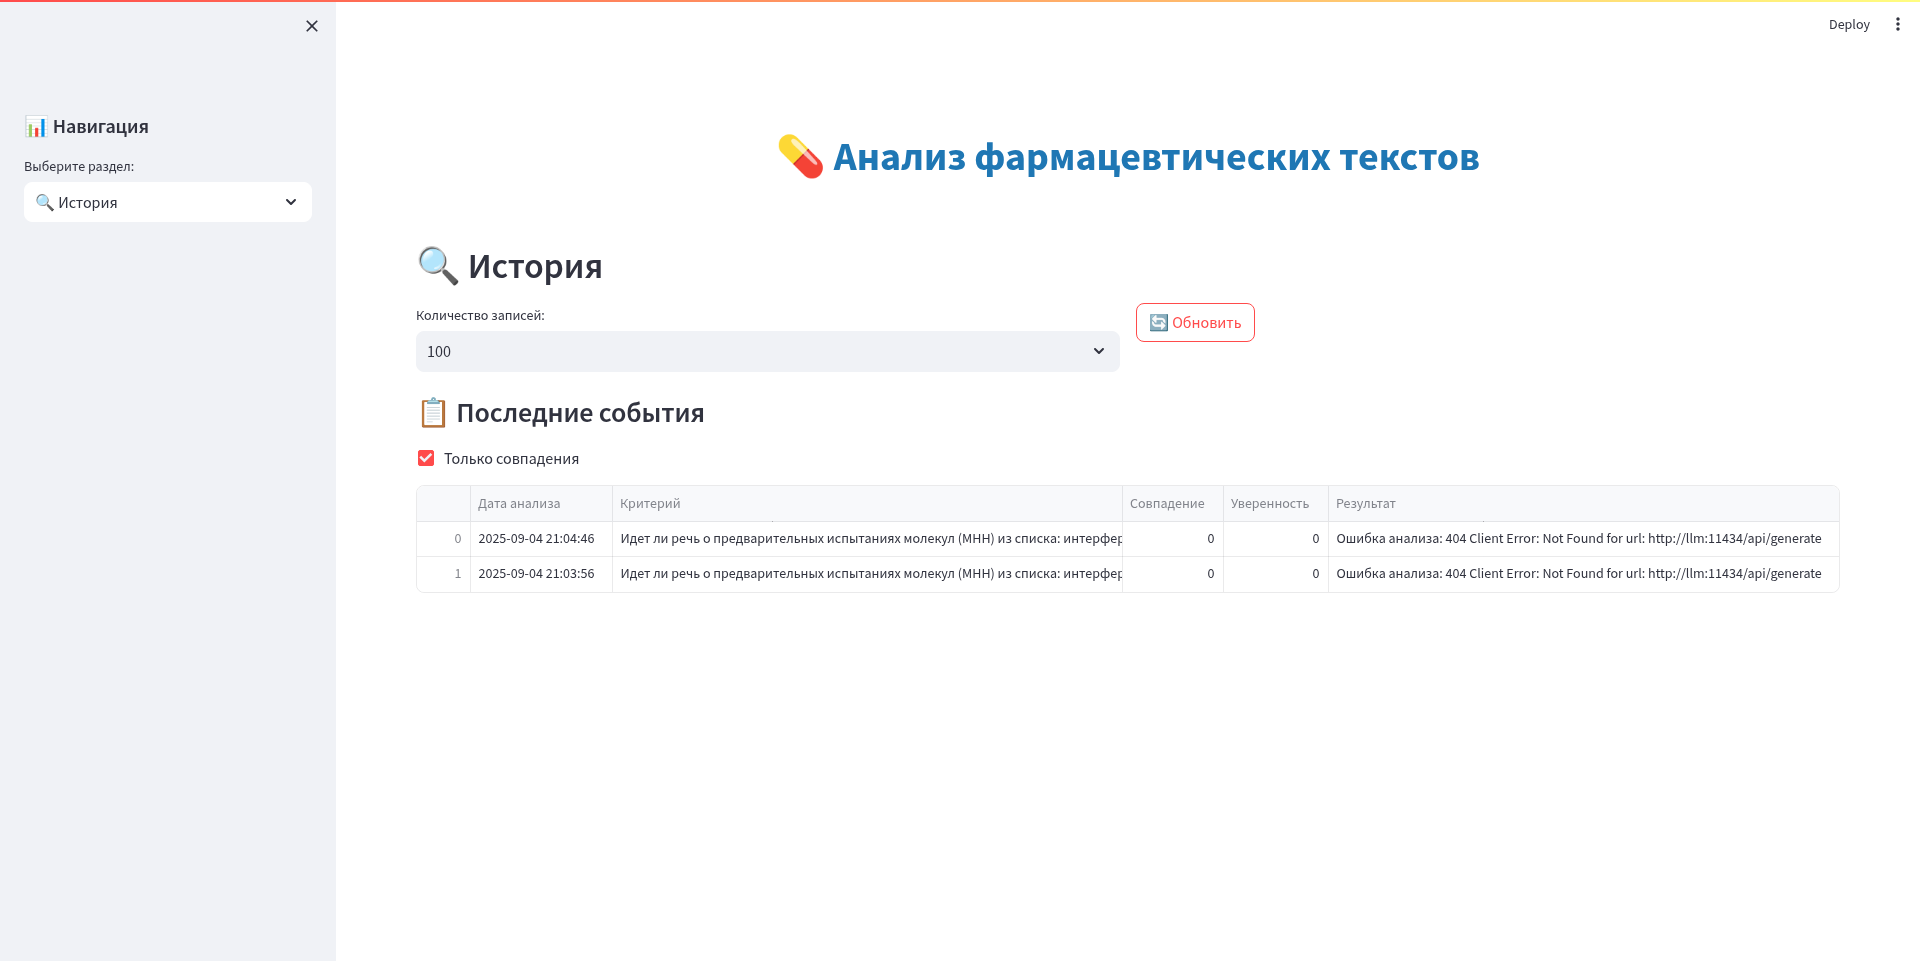 Deploy
📊 Навигация
Выберите раздел:
🔍 История
💊 Анализ фармацевтических текстов
🔍 История
Количество записей:
100
🔄 Обновить
📋 Последние события
Только совпадения
Дата анализа Критерий Совпадение Уверенность Результат
0 2025-09-04 21:04:46 Идет ли речь о предварительных испытаниях молекул (МНН) из списка: интерфер 0 0 Ошибка анализа: 404 Client Error: Not Found for url: http://llm:11434/api/generate
1 2025-09-04 21:03:56 Идет ли речь о предварительных испытаниях молекул (МНН) из списка: интерфер 0 0 Ошибка анализа: 404 Client Error: Not Found for url: http://llm:11434/api/generate